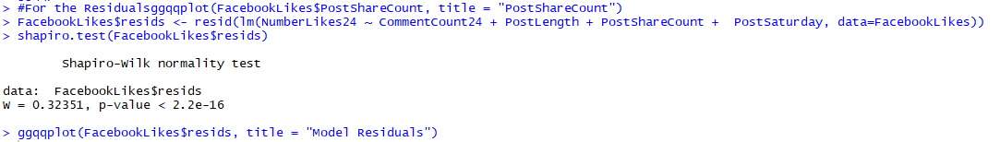 > #For the Residualsggqqplot(FacebookLikes$PostShareCount, title = "PostShareCount")
> FacebookLikes$resids <- resid(lm(NumberLikes24 ~ CommentCount24 + PostLength + PostShareCount +  PostSaturday, data=FacebookLikes))
> shapiro.test(FacebookLikes$resids)
Shapiro-Wilk normality test
data:  FacebookLikes$resids
W = 0.32351, p-value < 2.2e-16
> ggqqplot(FacebookLikes$resids, title = "Model Residuals")